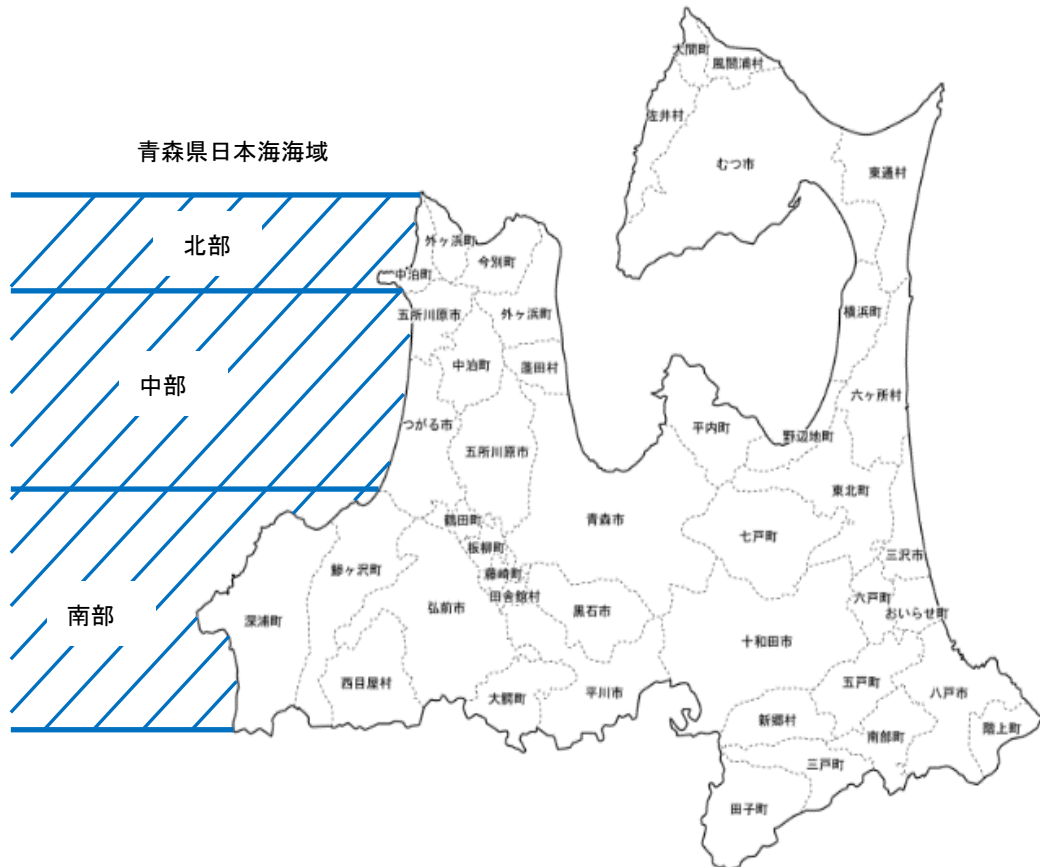 大間町
風間浦村
佐井村
青森県日本海海域
むつ市
東通村
北部
外ヶ浜町
今別町
中泊町
五所川原市
外ヶ浜町
横浜町
中部
中泊町
蓬田村
六ヶ所村
つがる市
平内町
野辺地町
五所川原市
東北町
鶴田町
青森市
七戸町
板柳町
三沢市
鰺ヶ沢町
藤崎町
田舎館村
六戸町
弘前市
黒石市
おいらせ町
南部
深浦町
十和田市
西目屋村
大鰐町
平川市
五戸町
八戸市
新郷村
南部町
階上町
三戸町
田子町